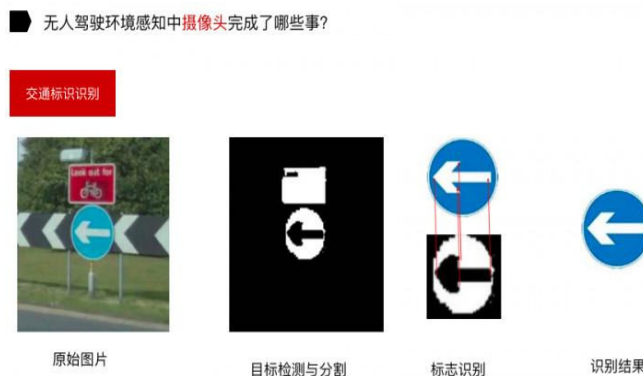 无人驾驶环境感知中摄像头完成了哪些事?
交通标识识别
Look out for
原始图片
目标检测与分割
标志识别
识别结果